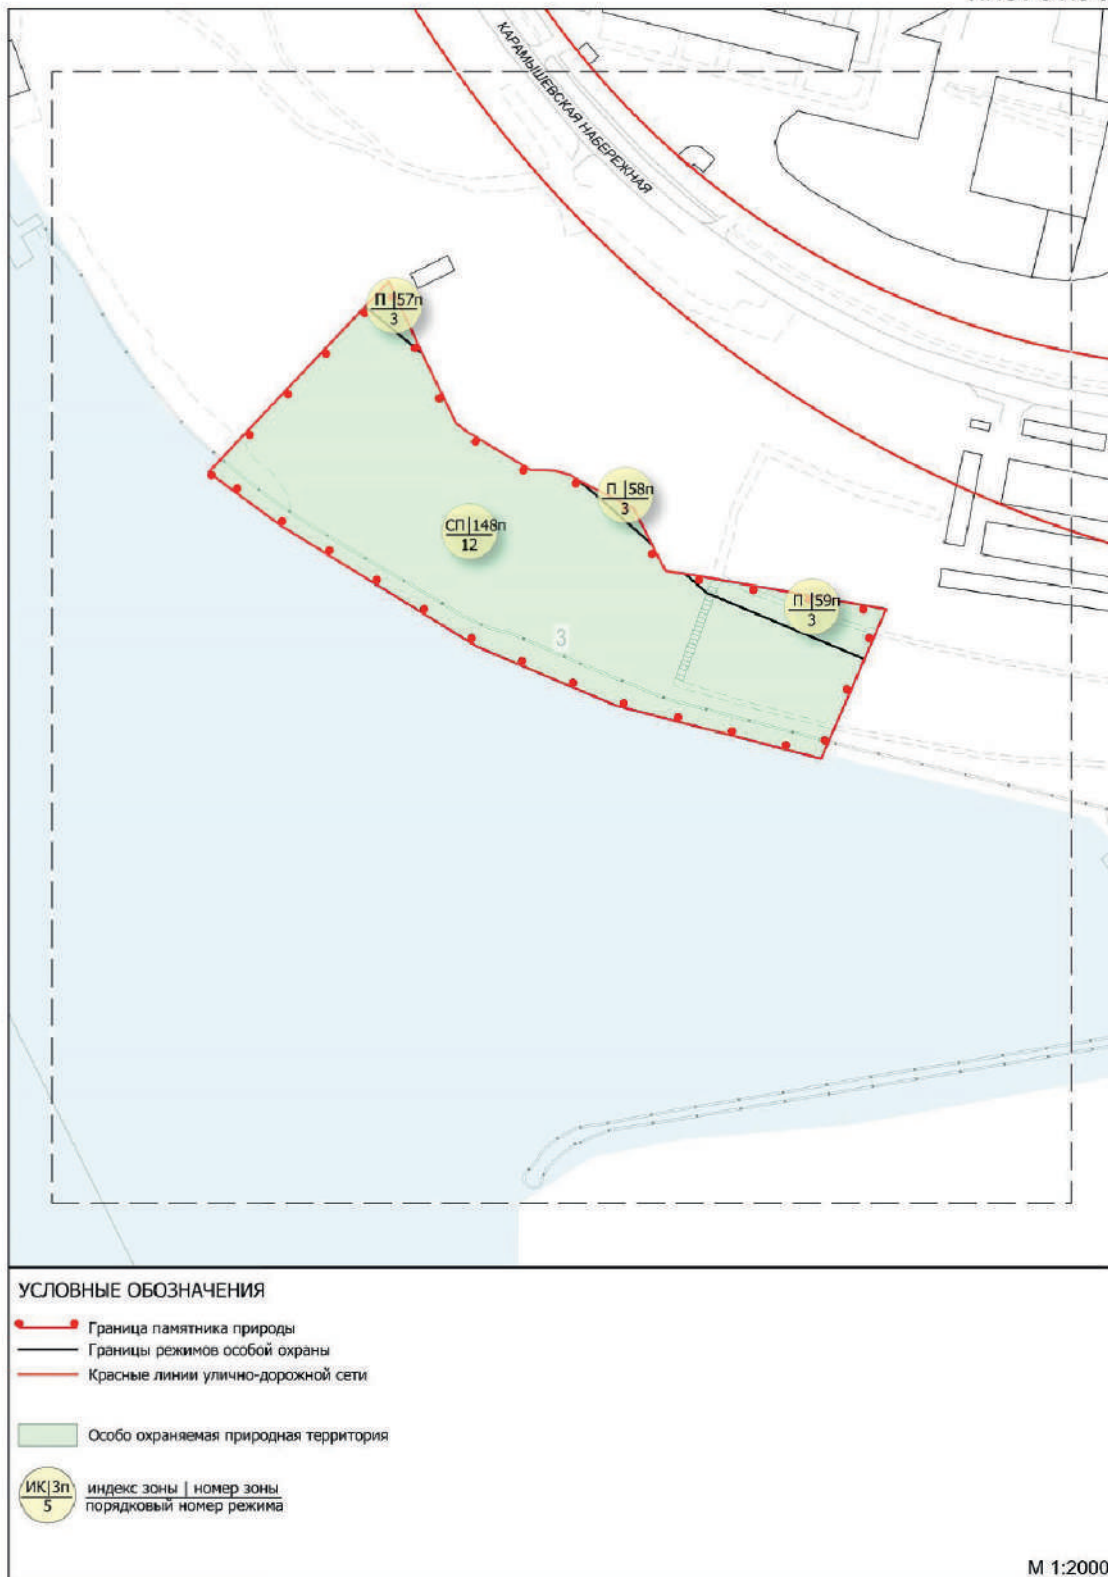 КАРАМЫШЕВСКАЯ НАБЕРЕЖНАЯ
П |57п
3
П |58п
3
СП|148п
12
П |59п
3
3
УСЛОВНЫЕ ОБОЗНАЧЕНИЯ
Граница памятника природы
Границы режимов особой охраны
Красные линии улично-дорожной сети
Особо охраняемая природная территория
ИК|3п
5
индекс зоны | номер зоны
порядковый номер режима
М 1:2000